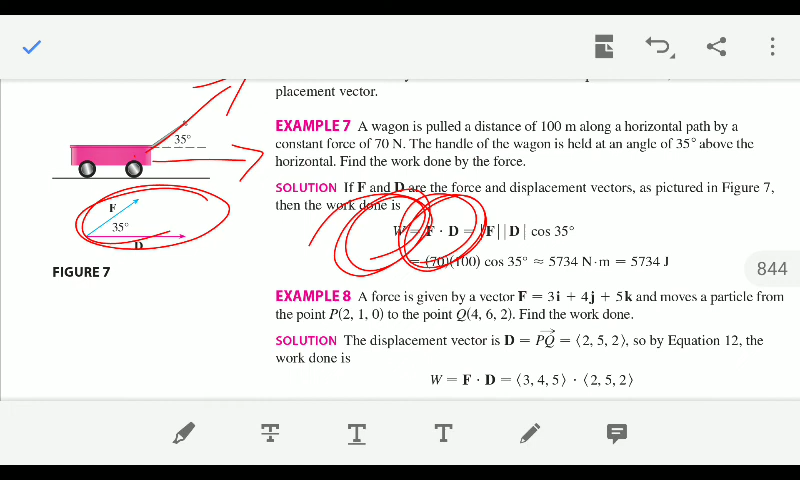 placement vector.
EXAMPLE 7 A wagon is pulled a distance of 100 m along a horizontal path by a
constant force of 70 N. The handle of the wagon is held at an angle of 35° above the
horizontal. Find the work done by the force.
35°
SOLUTION If F and D are the force and displacement vectors, as pictured in Figure 7,
then the work done is
F
35°
D
W = F · D = |F||D| cos 35°
= (70)(100) cos 35° ≈ 5734 N·m = 5734 J
FIGURE 7
844
EXAMPLE 8 A force is given by a vector F = 3i + 4j + 5k and moves a particle from
the point P(2, 1, 0) to the point Q(4, 6, 2). Find the work done.
SOLUTION The displacement vector is D = P⃗Q = ⟨2, 5, 2⟩, so by Equation 12, the
work done is
W = F · D = ⟨3, 4, 5⟩ · ⟨2, 5, 2⟩